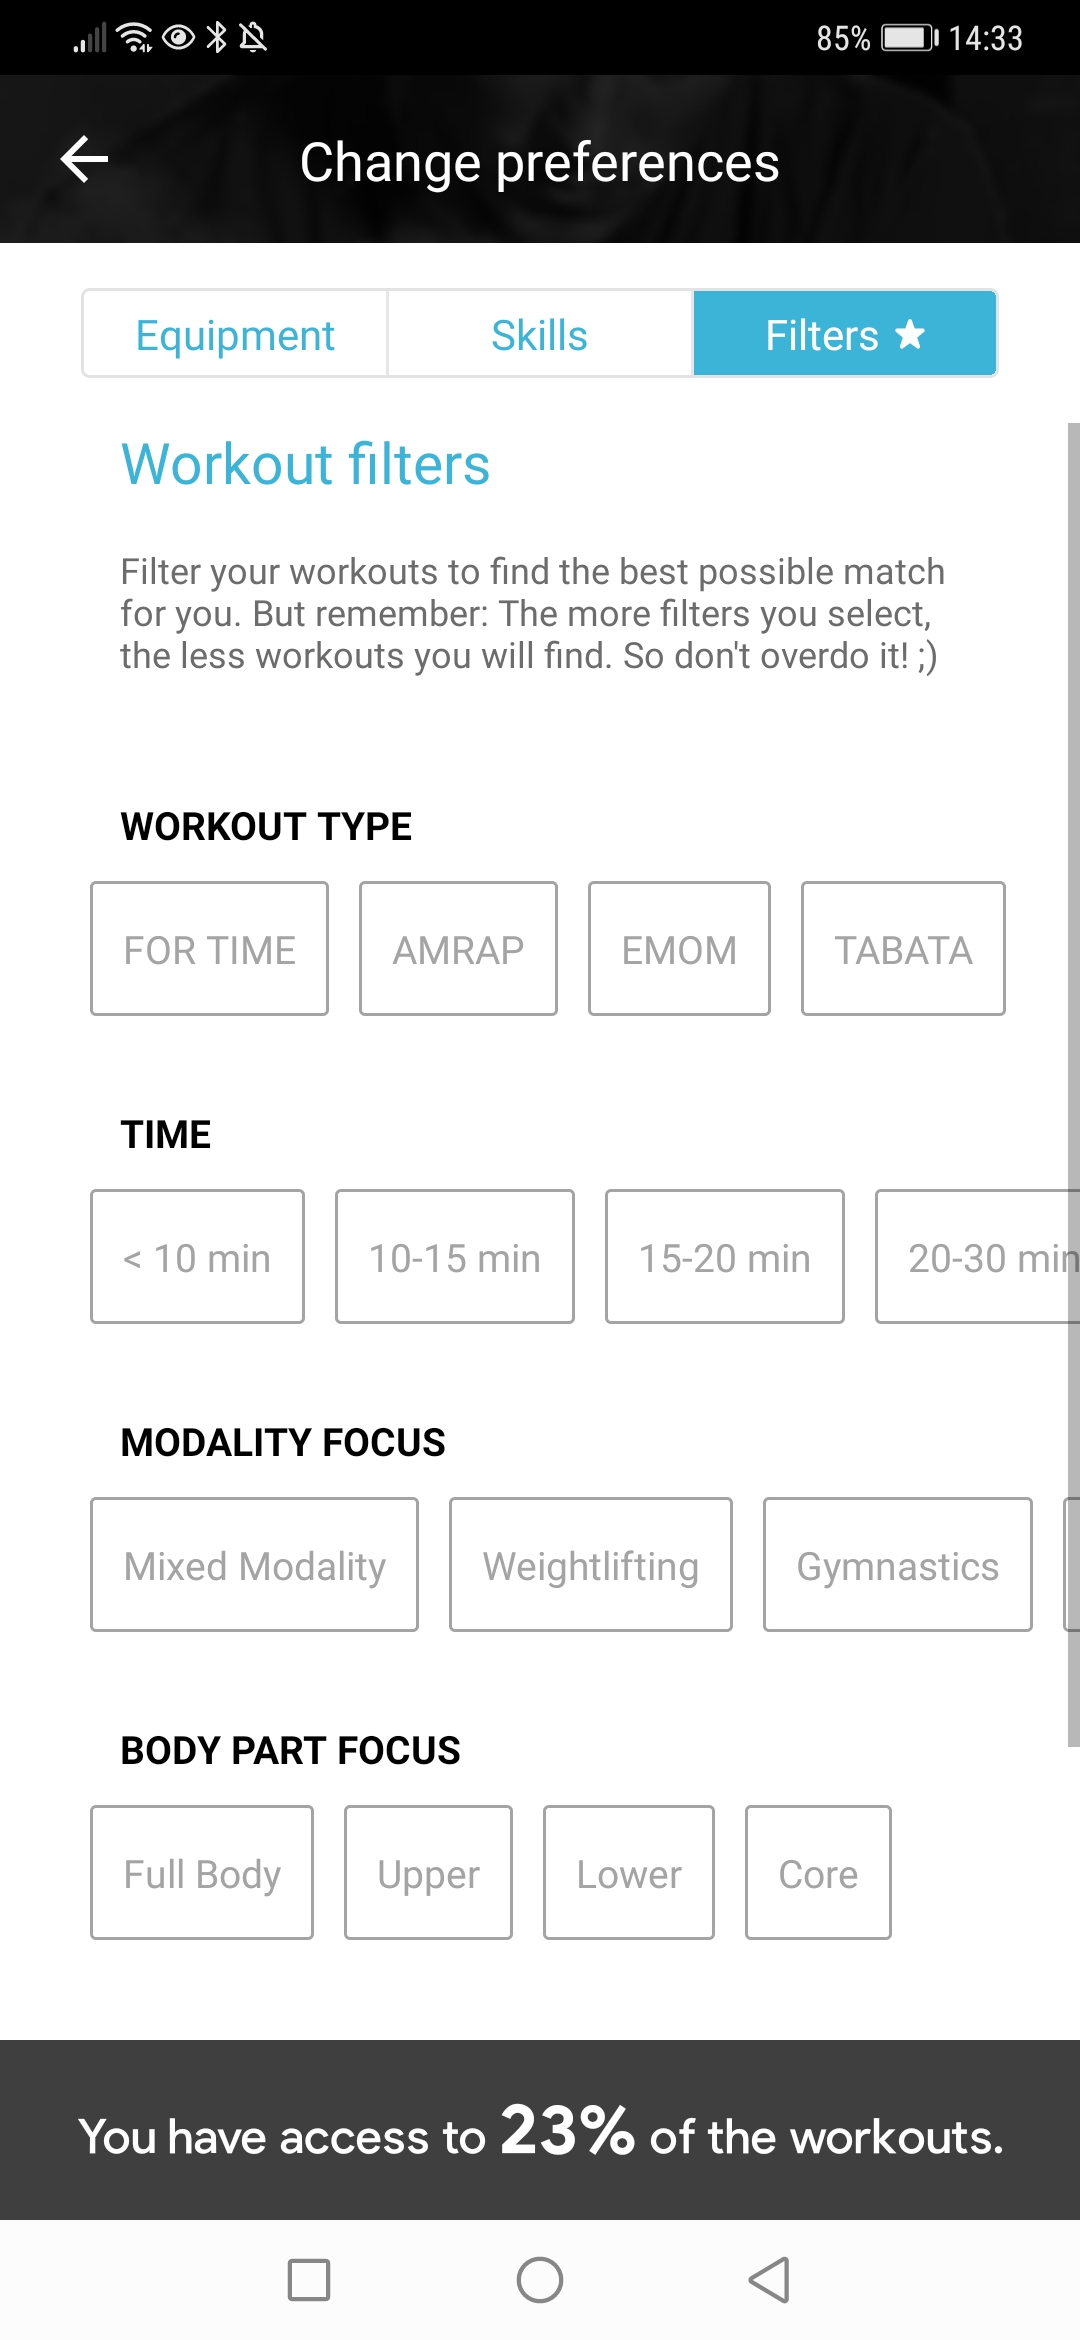 85% 14:33
Change preferences
Equipment Skills Filters
Workout filters
Filter your workouts to find the best possible match
for you. But remember: The more filters you select,
the less workouts you will find. So don't overdo it! ;)
WORKOUT TYPE
FOR TIME AMRAP EMOM TABATA
TIME
< 10 min 10-15 min 15-20 min 20-30 min
MODALITY FOCUS
Mixed Modality Weightlifting Gymnastics
BODY PART FOCUS
Full Body Upper Lower Core
You have access to 23% of the workouts.